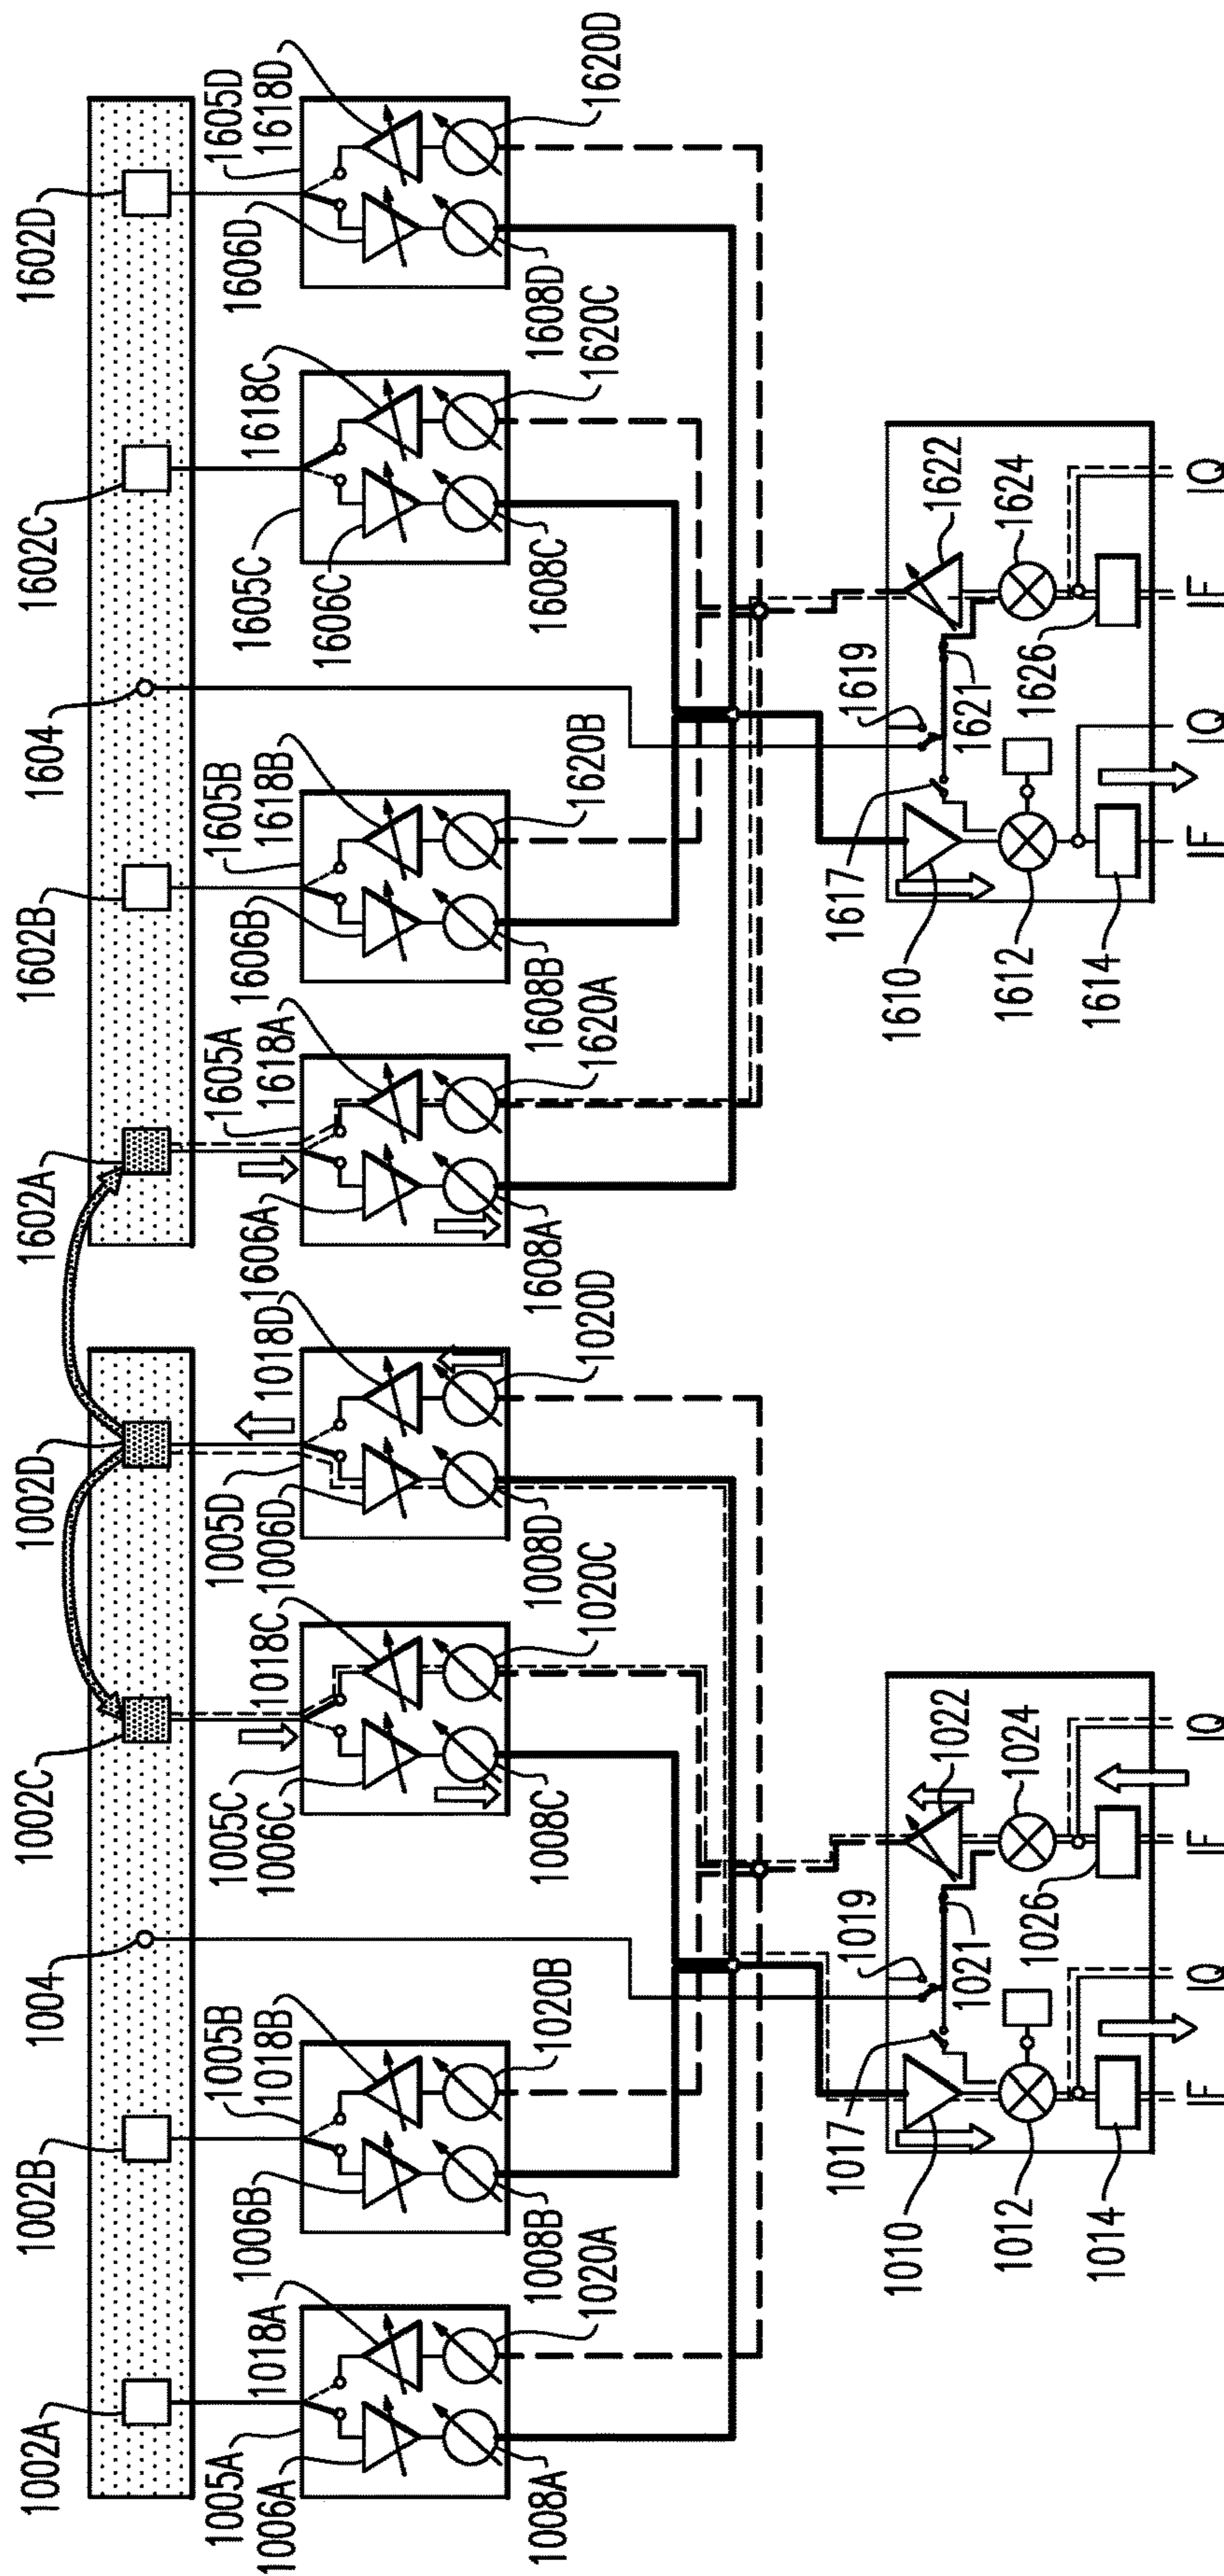 1002A
1002B
1004
1002C
1002D
1602A
1602B
1604
1602C
1602D
1005A
1006A
1018A
1006B
1005B
1018B
1005C
1006C
1018C
1005D
1006D
1018D
1606A
1605A
1618A
1606B
1605B
1618B
1605C
1606C
1618C
1606D
1605D
1618D
1008A
1008B
1020A
1020B
1008C
1008D
1020C
1608A
1020D
1608B
1620A
1620B
1608C
1608D
1620C
1620D
1010
1017
1019
1021
1022
1012
1024
1014
1026
IF
IQ
IF
IQ
1610
1617
1619
1621
1622
1612
1624
1614
1626
IF
IQ
IF
IQ